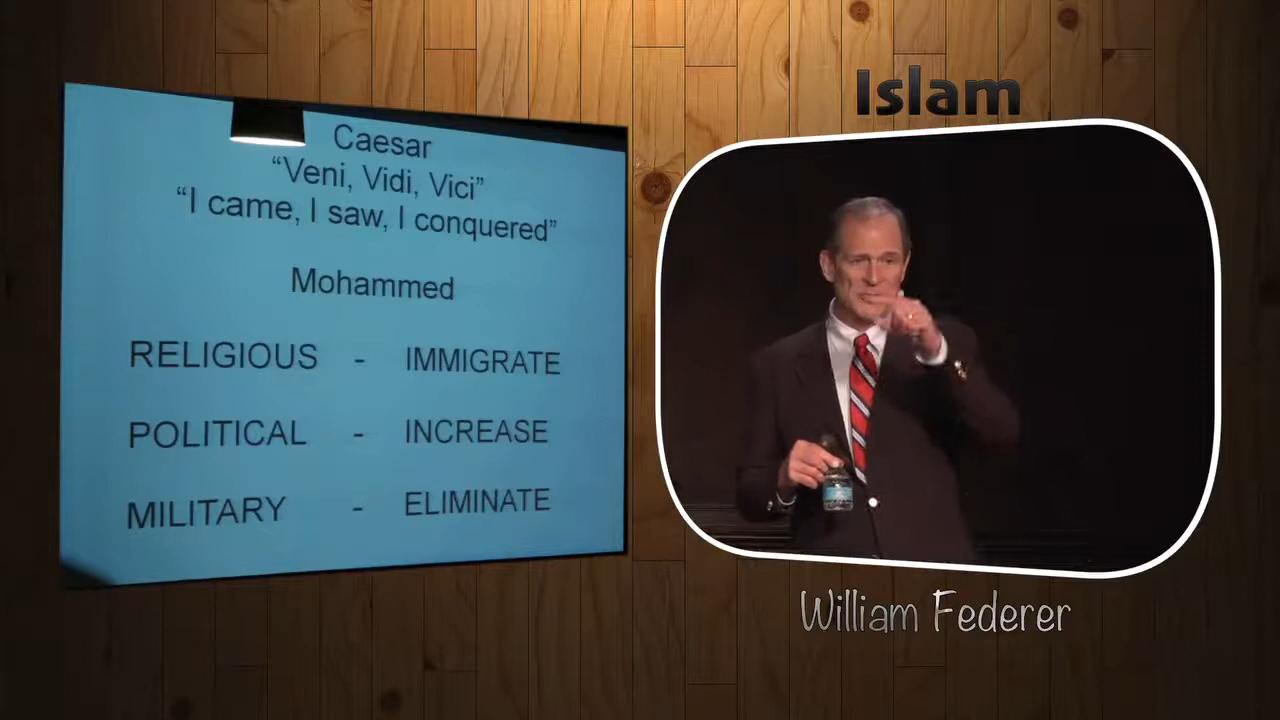 Caesar
“Veni, Vidi, Vici”
“I came, I saw, I conquered”
Mohammed
RELIGIOUS - IMMIGRATE
POLITICAL - INCREASE
MILITARY - ELIMINATE
Islam
William Federer